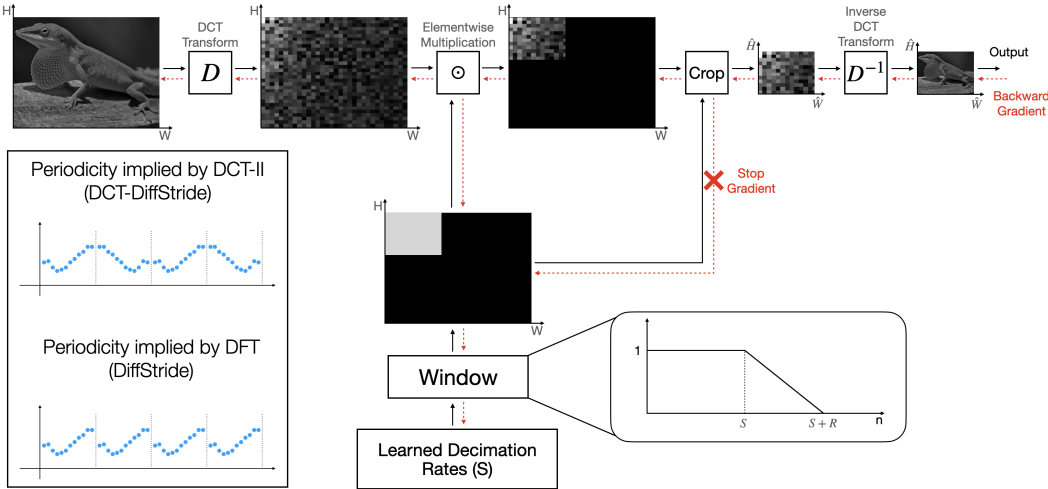 H
DCT
Transform
D
W
Elementwise
Multiplication
⊙
W
H
Crop
W
Ĥ
Ŵ
Inverse
DCT
Transform
D⁻¹
Ĥ
Ŵ
Output
Backward
Gradient
Stop
Gradient
Periodicity implied by DCT-II
(DCT-DiffStride)
Periodicity implied by DFT
(DiffStride)
H
W
Window
Learned Decimation
Rates (S)
1
S
S + R
n